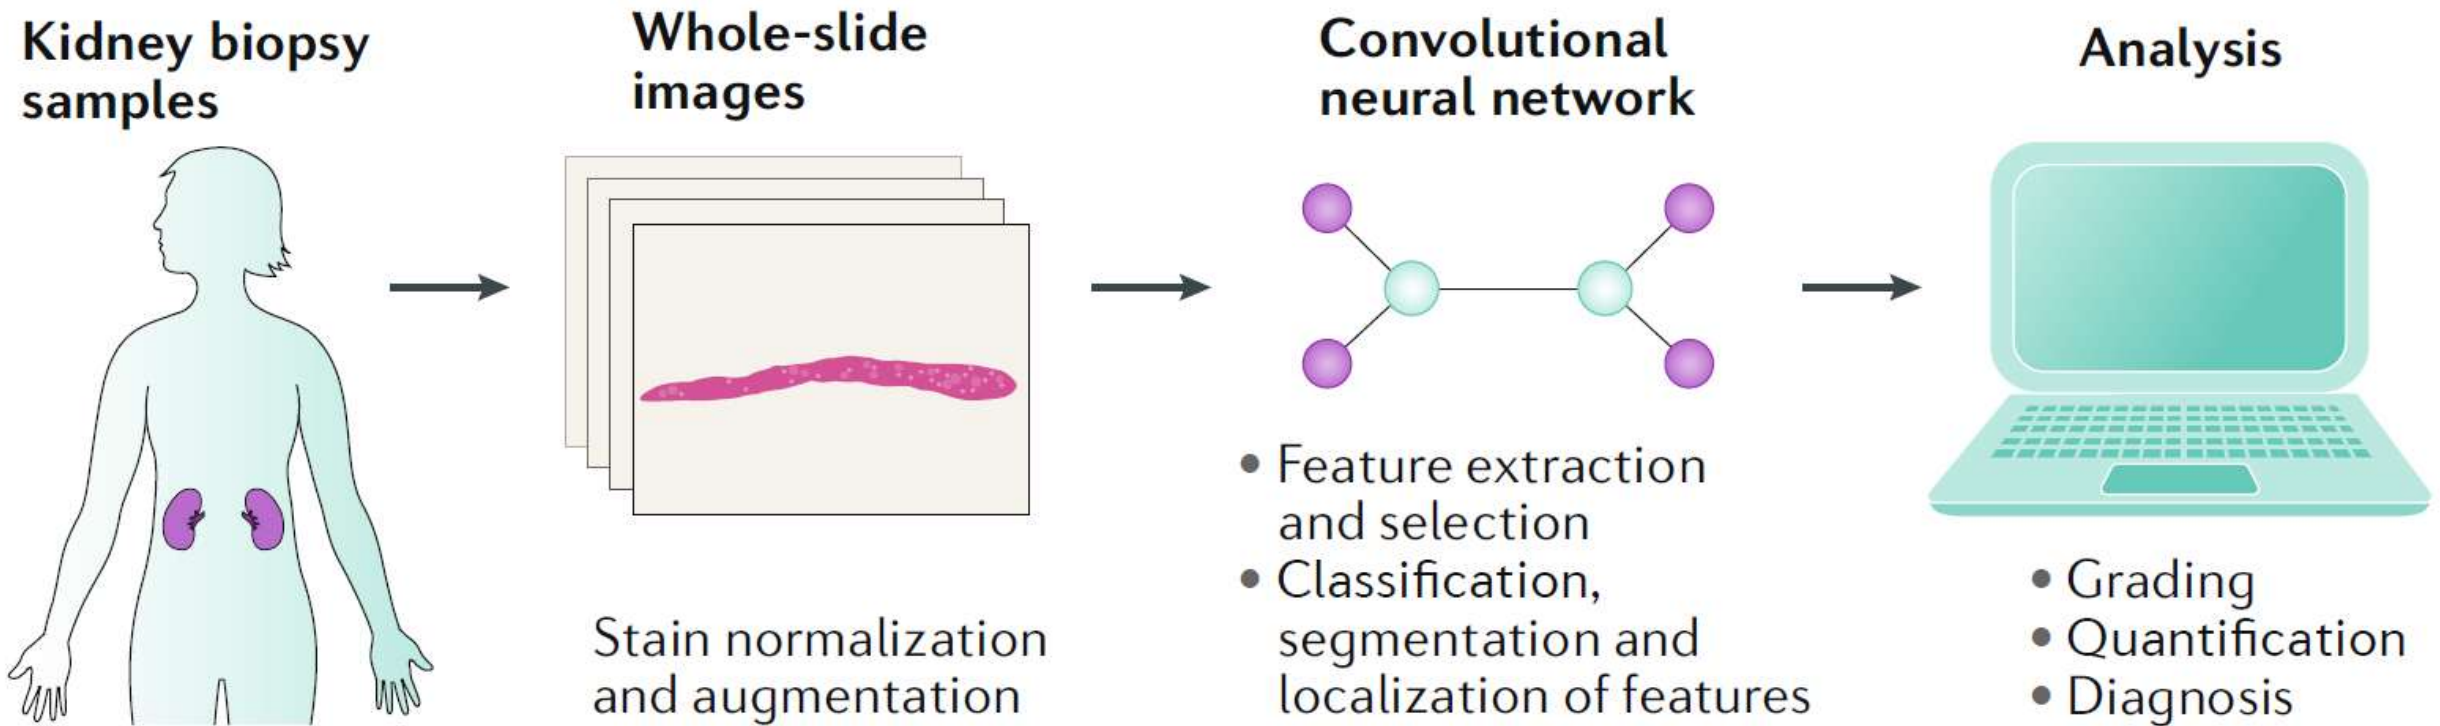 Kidney biopsy
samples
Whole-slide
images
Stain normalization
and augmentation
Convolutional
neural network
• Feature extraction
and selection
• Classification,
segmentation and
localization of features
Analysis
• Grading
• Quantification
• Diagnosis